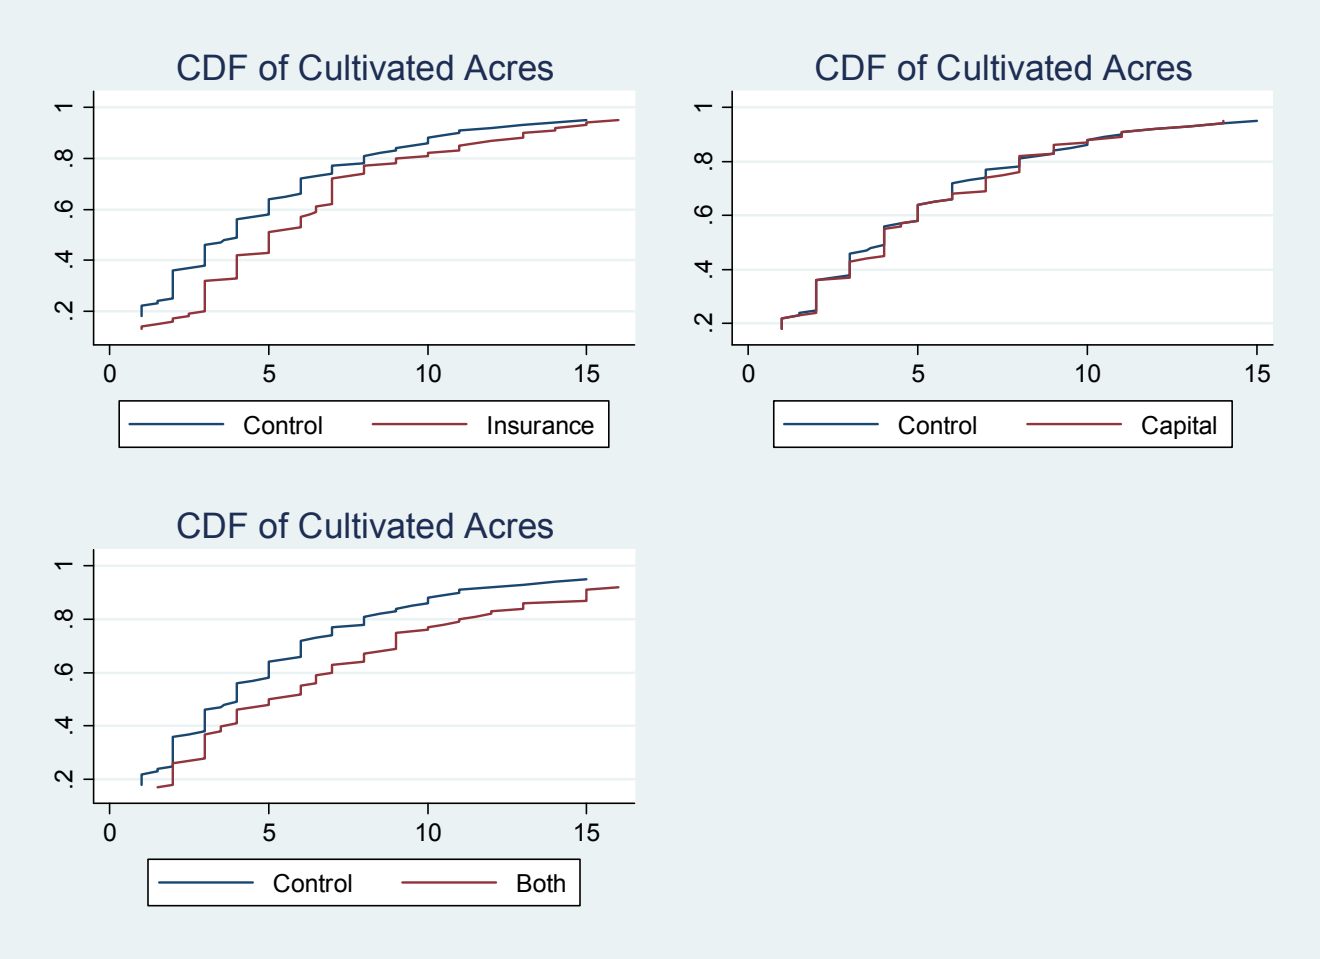 CDF of Cultivated Acres
1
.8
.6
.4
.2
0 5 10 15
Control Insurance
CDF of Cultivated Acres
1
.8
.6
.4
.2
0 5 10 15
Control Capital
CDF of Cultivated Acres
1
.8
.6
.4
.2
0 5 10 15
Control Both